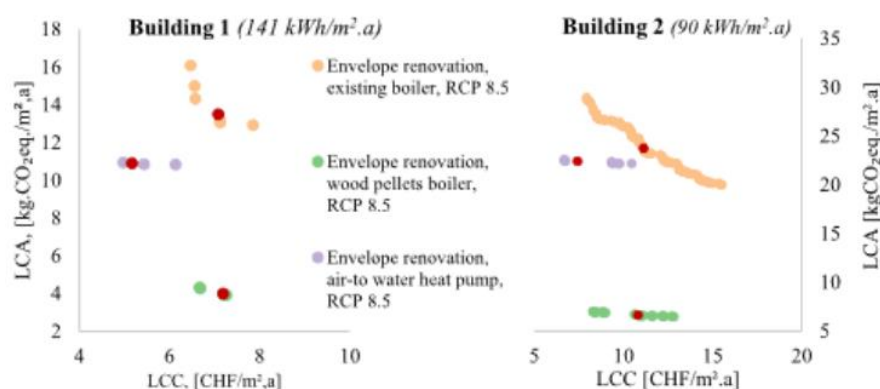 Building 1 (141 kWh/m².a)
Building 2 (90 kWh/m².a)
LCA, [kg.CO₂eq./m²,a]
18
16
14
12
10
8
6
4
2
4
6
8
10
LCC, [CHF/m²,a]
Envelope renovation,
existing boiler, RCP 8.5
Envelope renovation,
wood pellets boiler,
RCP 8.5
Envelope renovation,
air-to water heat pump,
RCP 8.5
35
30
25
20
15
10
5
5
10
15
20
LCC [CHF/m².a]
LCA [kgCO₂eq./m².a]